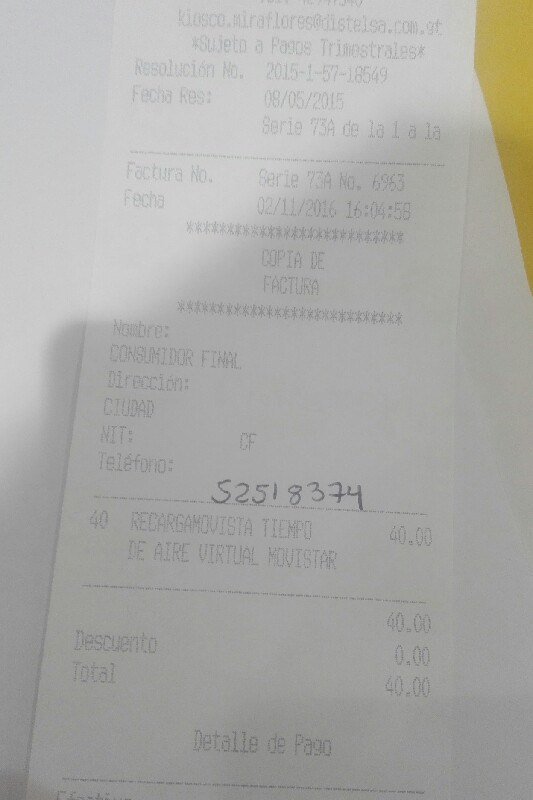 kiosco.miraflores@distelsa.com.gt
*Sujeto a Pagos Trimestrales*
Resolución No. 2015-1-57-18549
Fecha Res: 08/05/2015
Serie 73A de la 1 a la
Factura No. Serie 73A No. 6963
Fecha 02/11/2016 16:04:58
***************************
COPIA DE
FACTURA
***************************
Nombre:
CONSUMIDOR FINAL
Dirección:
CIUDAD
NIT: CF
Teléfono:
52518374
40 RECARGAMOVISTA TIEMPO 40.00
DE AIRE VIRTUAL MOVISTAR
40.00
Descuento 0.00
Total 40.00
Detalle de Pago